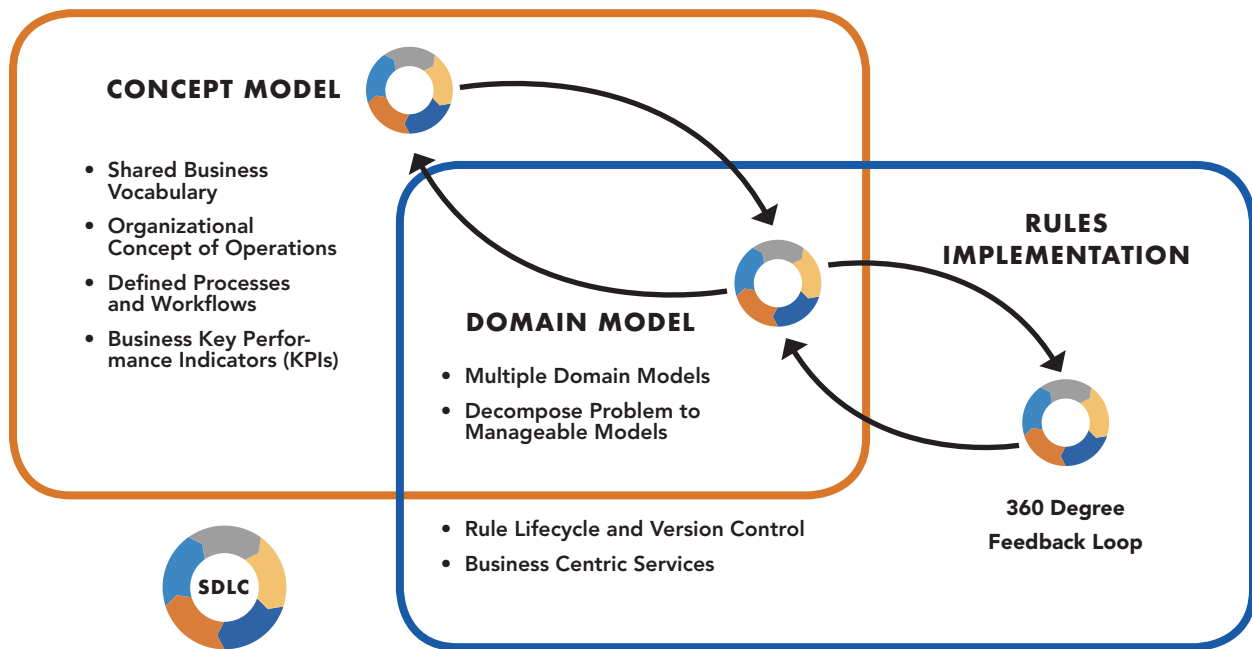 CONCEPT MODEL
• Shared Business
Vocabulary
• Organizational
Concept of Operations
• Defined Processes
and Workflows
• Business Key Perfor-
mance Indicators (KPIs)
DOMAIN MODEL
• Multiple Domain Models
• Decompose Problem to
Manageable Models
• Rule Lifecycle and Version Control
• Business Centric Services
RULES
IMPLEMENTATION
360 Degree
Feedback Loop
SDLC